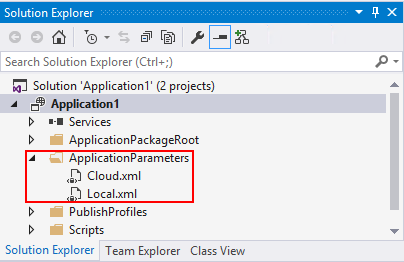 Solution Explorer
Search Solution Explorer (Ctrl+;)
Solution 'Application1' (2 projects)
Application1
Services
ApplicationPackageRoot
ApplicationParameters
Cloud.xml
Local.xml
PublishProfiles
Scripts
Solution Explorer Team Explorer Class View